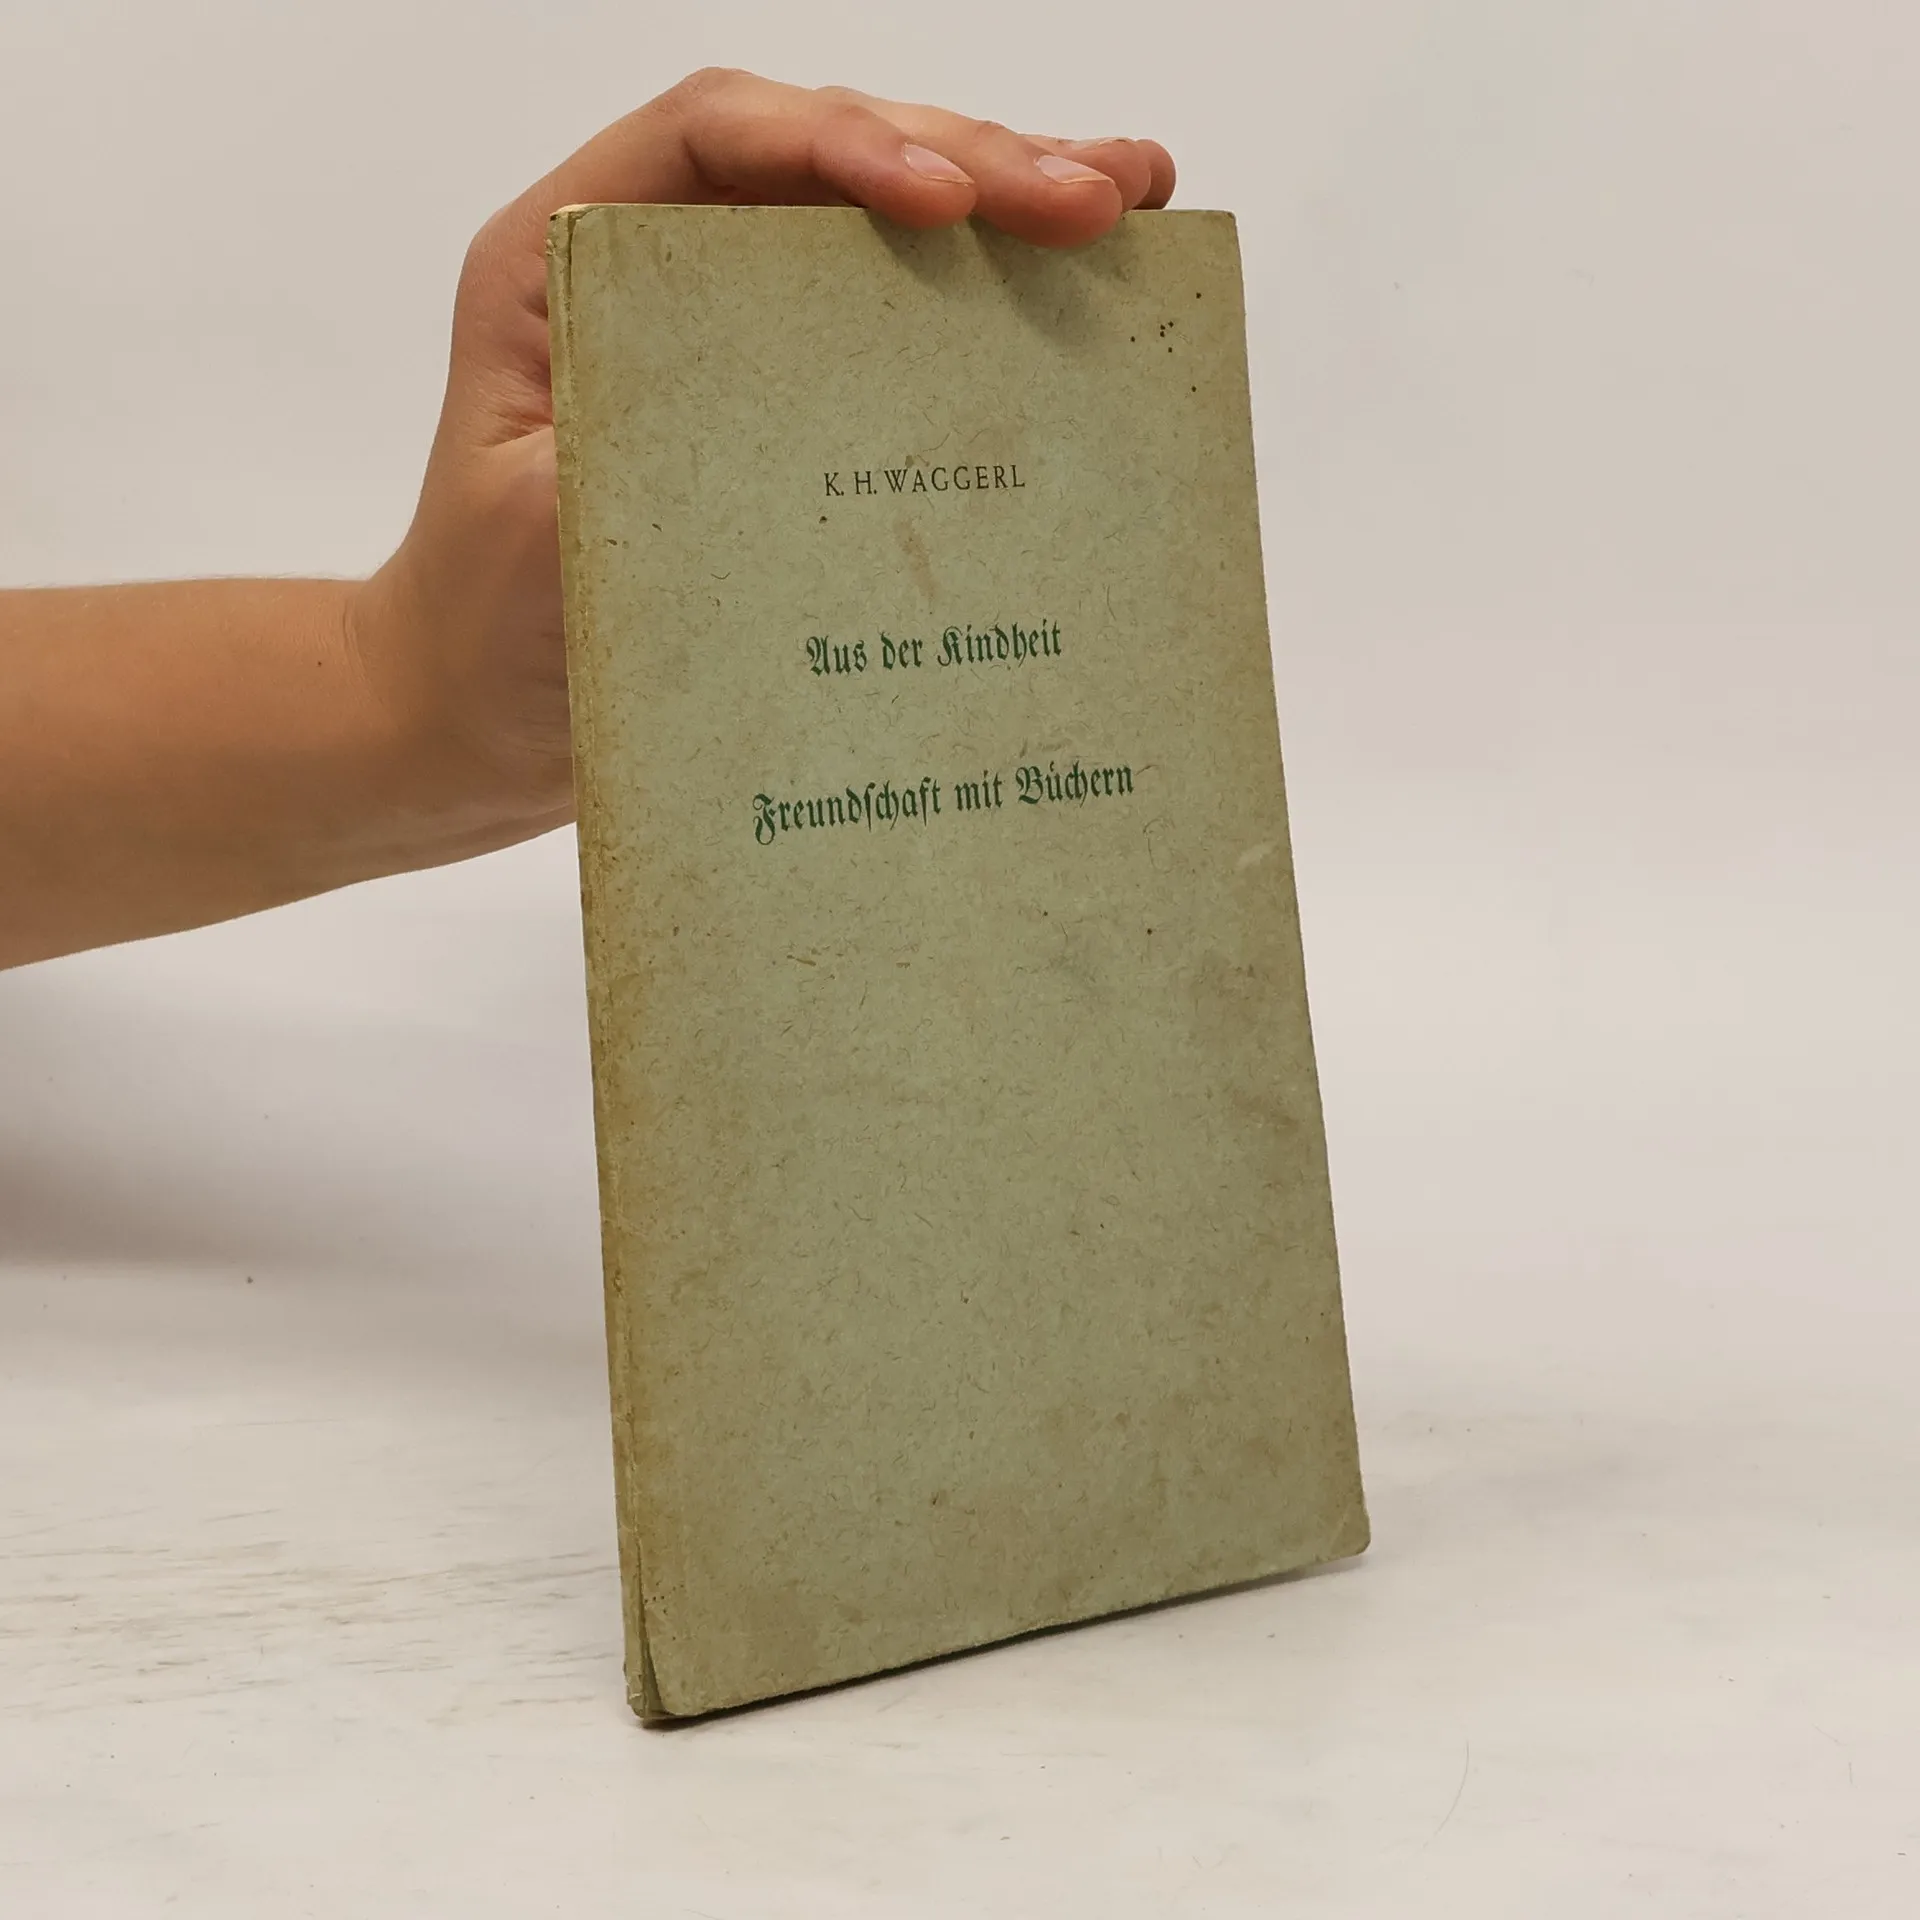 K. H. WAGGERL
Aus der Kindheit
Freundſchaft mit Büchern